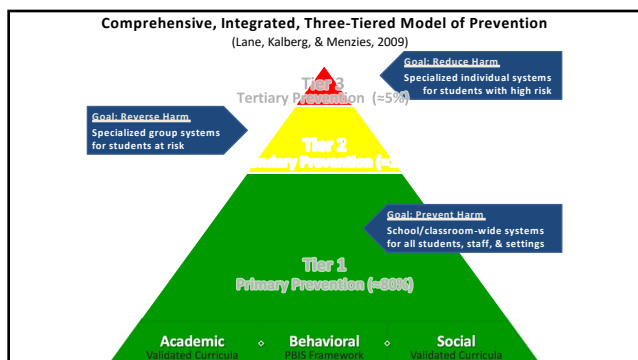 Comprehensive, Integrated, Three-Tiered Model of Prevention
(Lane, Kalberg, & Menzies, 2009)
Goal: Reduce Harm
Specialized individual systems
for students with high risk
Tier 3
Tertiary Prevention (≈5%)
Goal: Reverse Harm
Specialized group systems
for students at risk
Tier 2
Prevention
Goal: Prevent Harm
School/classroom-wide systems
for all students, staff, & settings
Tier 1
Primary Prevention (≈80%)
Academic ◇ Behavioral ◇ Social
Validated Curricula PBIS Framework Validated Curricula